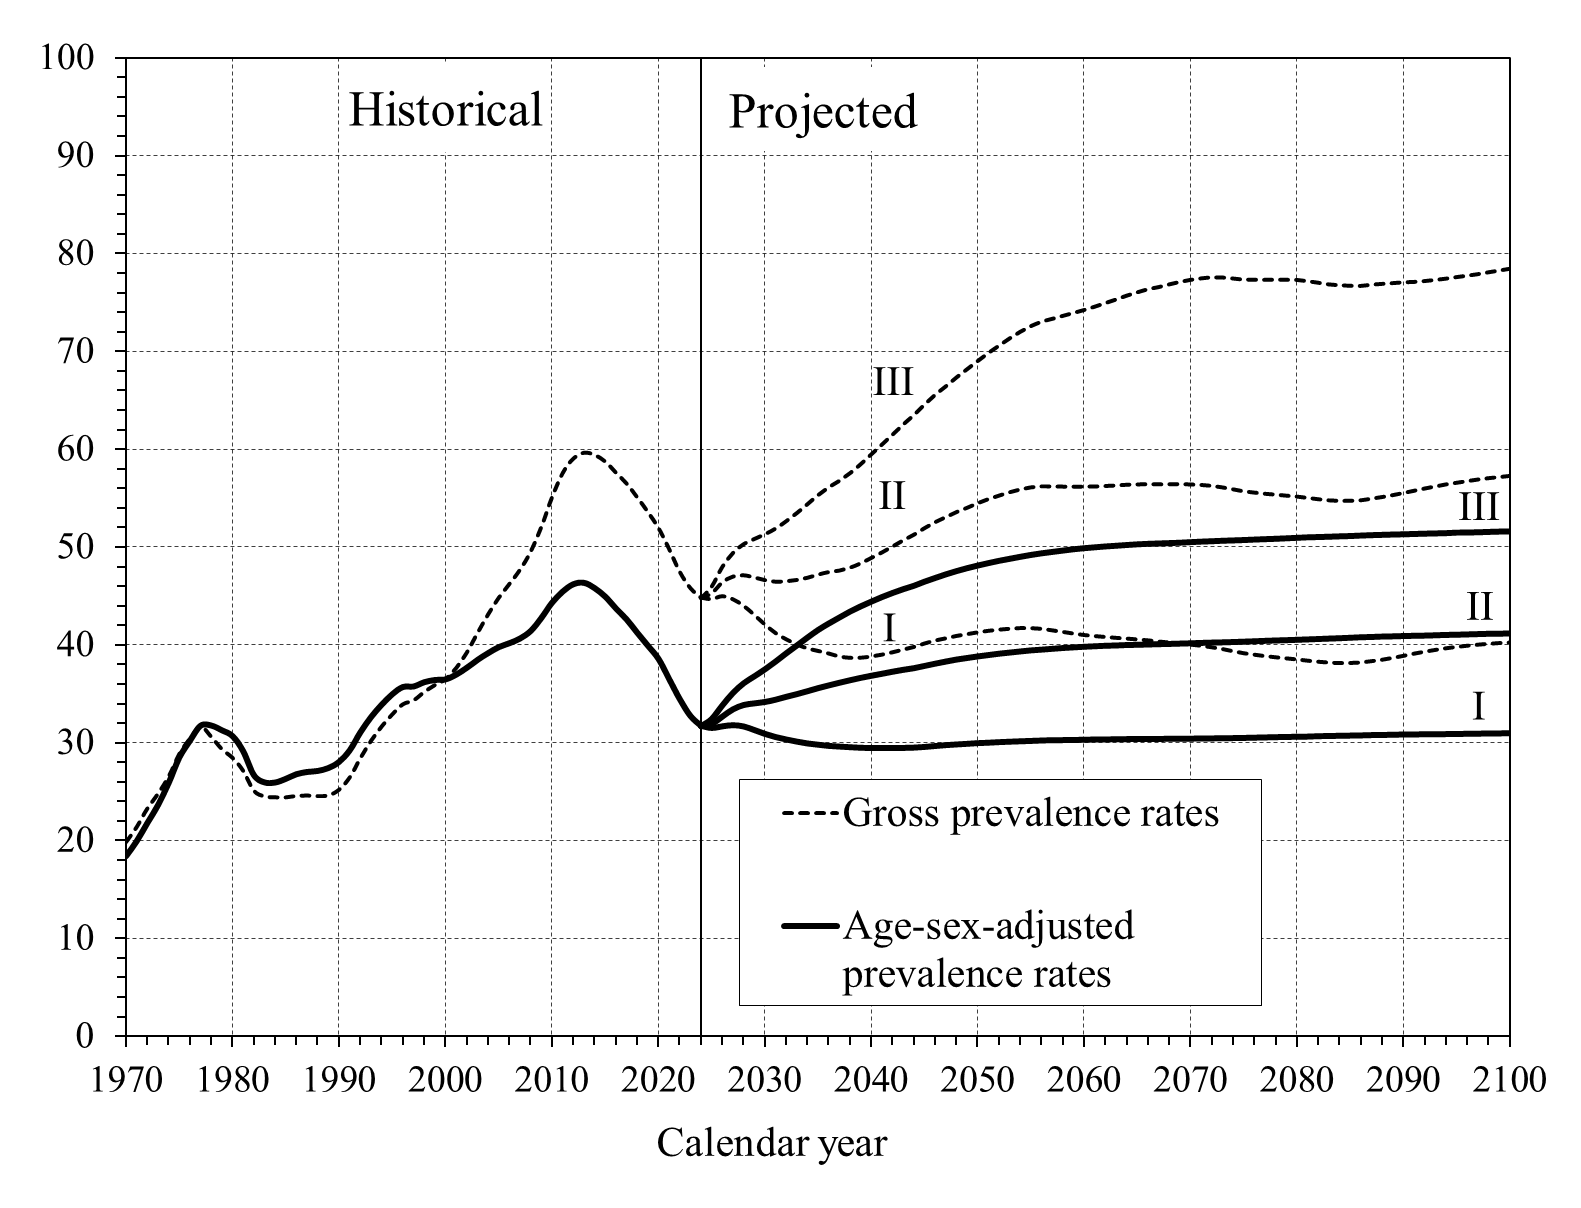 100
Historical
Projected
90
80
70
III
60
II
III
50
II
I
40
I
30
Gross prevalence rates
20
Age-sex-adjusted
prevalence rates
10
0
1970 1980 1990 2000 2010 2020 2030 2040 2050 2060 2070 2080 2090 2100
Calendar year